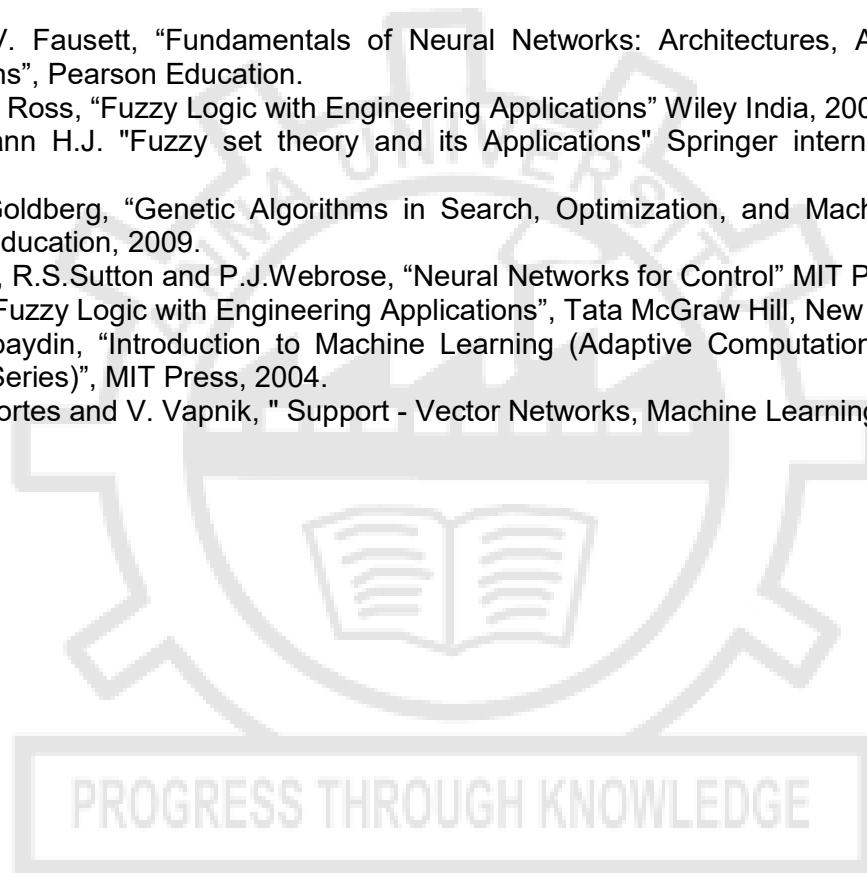 V. Fausett, “Fundamentals of Neural Networks: Architectures, A
ns”, Pearson Education.
Ross, “Fuzzy Logic with Engineering Applications” Wiley India, 200
ann H.J. "Fuzzy set theory and its Applications" Springer intern
Goldberg, “Genetic Algorithms in Search, Optimization, and Mach
Education, 2009.
, R.S.Sutton and P.J.Webrose, “Neural Networks for Control” MIT P
Fuzzy Logic with Engineering Applications”, Tata McGraw Hill, New
paydin, “Introduction to Machine Learning (Adaptive Computation
Series)”, MIT Press, 2004.
ortes and V. Vapnik, " Support - Vector Networks, Machine Learning
UNIVERSIT
PROGRESS THROUGH KNOWLEDGE